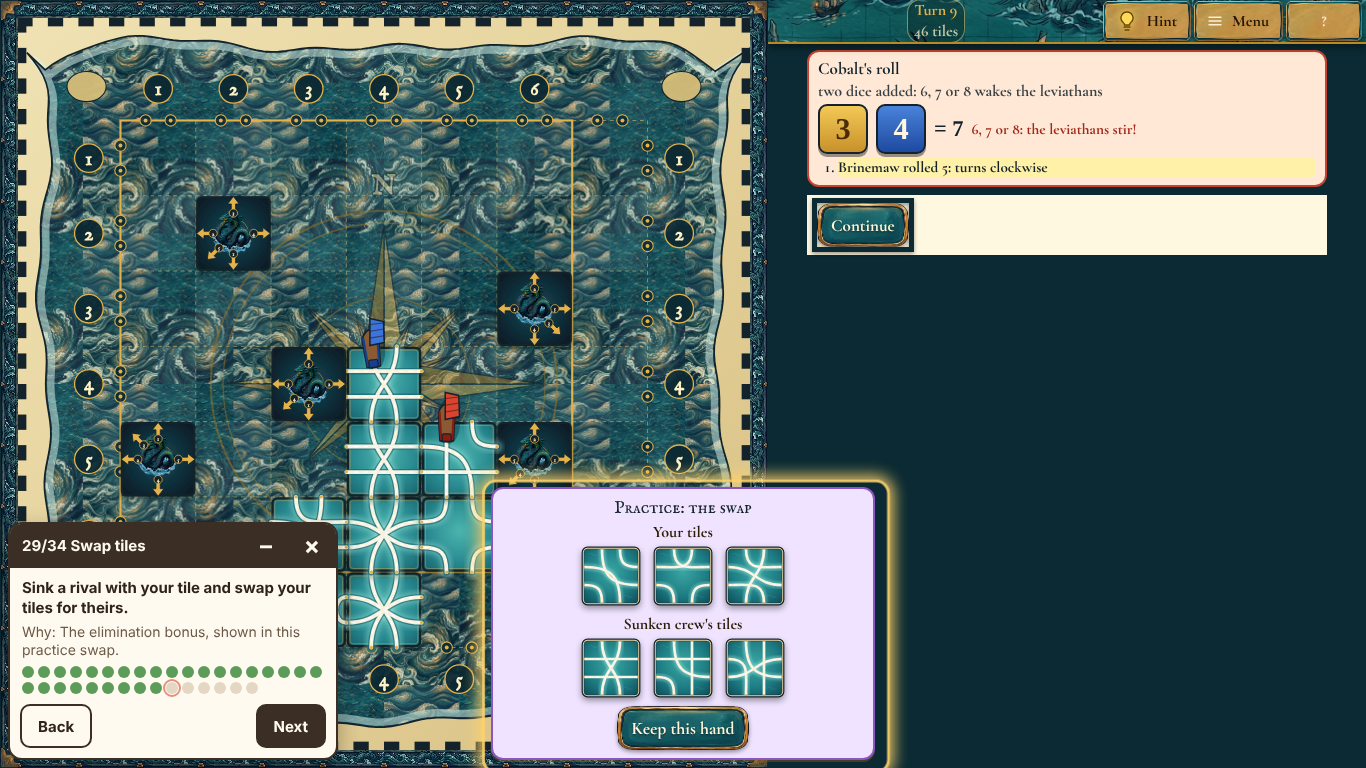 Turn 9
46 tiles
Hint
Menu
?
Cobalt's roll
two dice added: 6, 7 or 8 wakes the leviathans
3 4 = 7 6, 7 or 8: the leviathans stir!
1. Brinemaw rolled 5: turns clockwise
Continue
1 2 3 4 5 6
N
1 1
2 2
3 3
4 4
5 5
4 5
29/34 Swap tiles
Sink a rival with your tile and swap your
tiles for theirs.
Why: The elimination bonus, shown in this
practice swap.
Back
Next
Practice: the swap
Your tiles
Sunken crew's tiles
Keep this hand